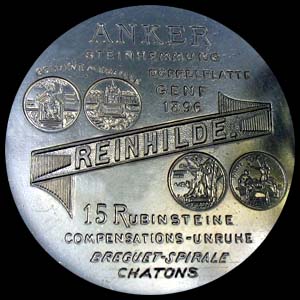 ANKER
STEINHEMMUNG
DOPPELPLATTE
GENF
1896
REINHILDE
15 RUBINSTEINE
COMPENSATIONS-UNRUHE
BREGUET-SPIRALE
CHATONS